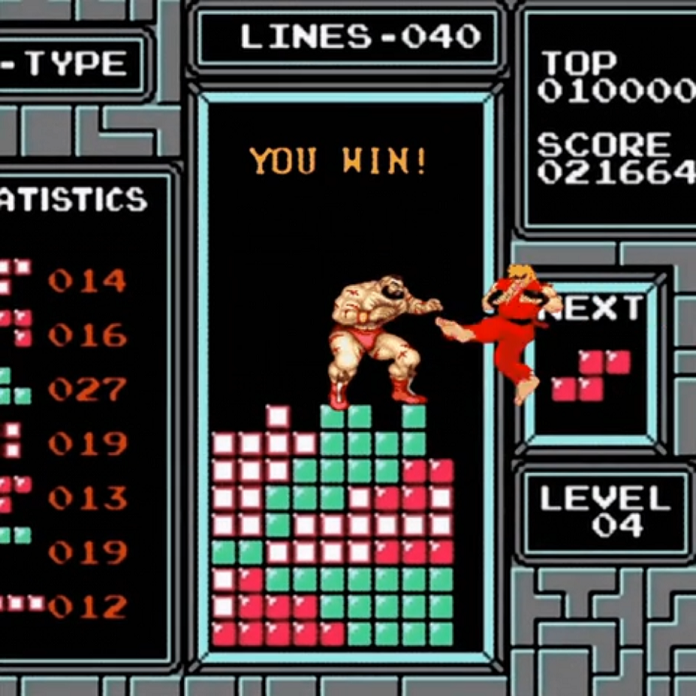 -TYPE
LINES-040
TOP
010000
SCORE
021664
YOU WIN!
ATISTICS
014
016
027
019
013
019
012
NEXT
LEVEL
04